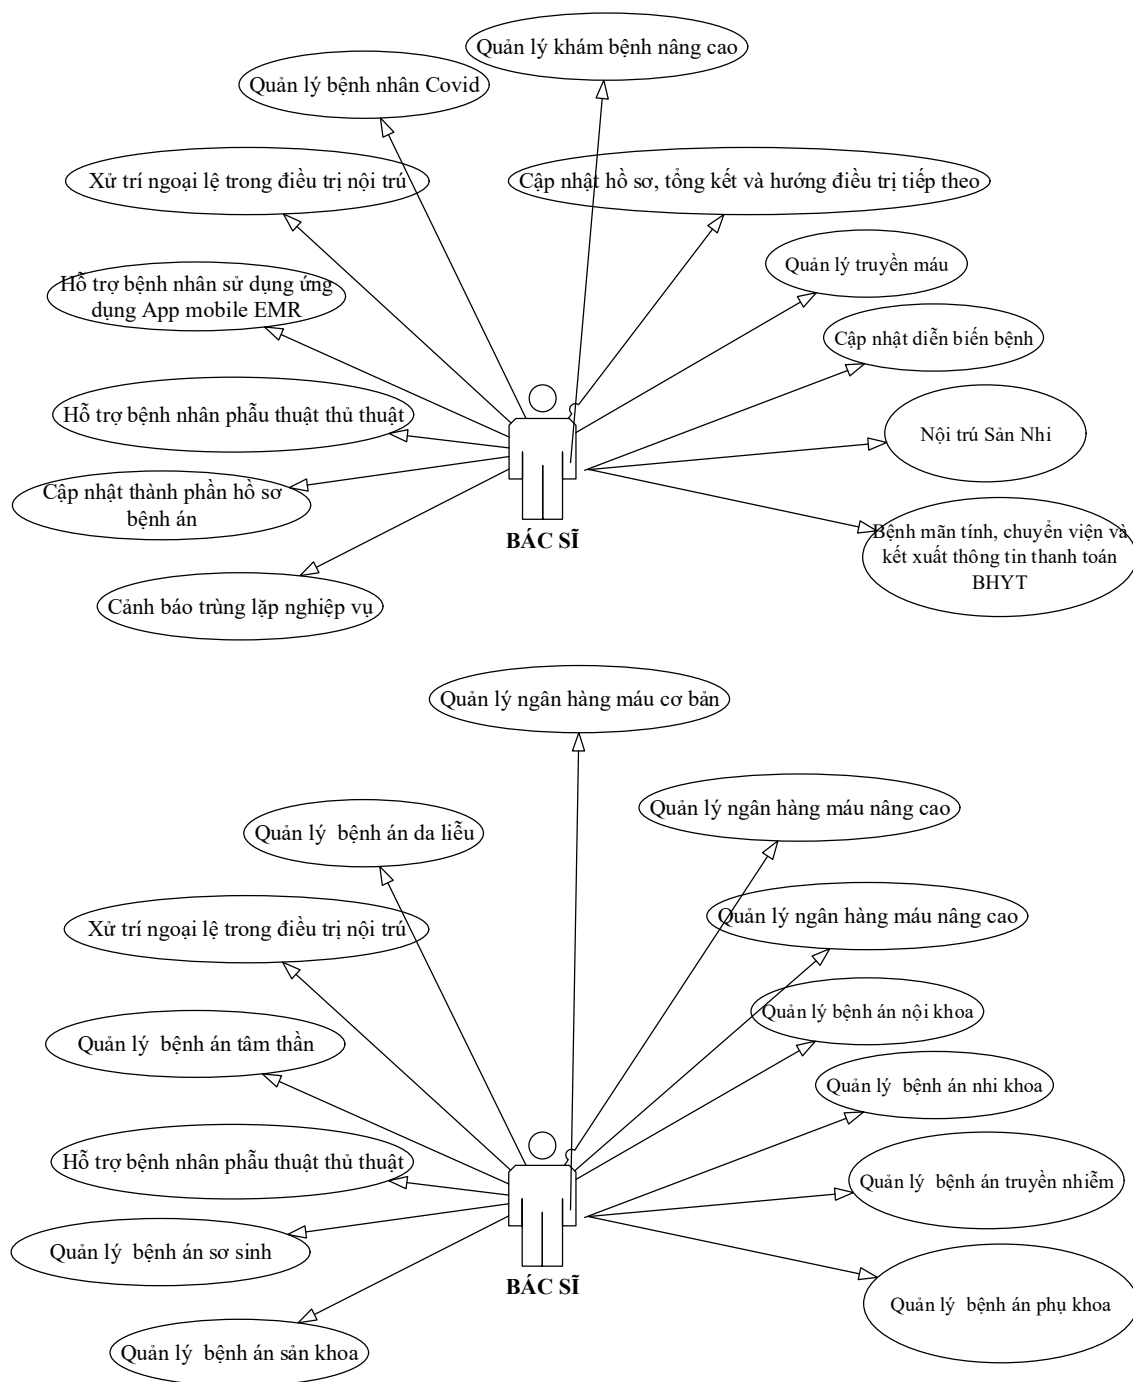 Quản lý khám bệnh nâng cao
Quản lý bệnh nhân Covid
Xử trí ngoại lệ trong điều trị nội trú
Cập nhật hồ sơ, tổng kết và hướng điều trị tiếp theo
Quản lý truyền máu
Hỗ trợ bệnh nhân sử dụng ứng
dụng App mobile EMR
Cập nhật diễn biến bệnh
Hỗ trợ bệnh nhân phẫu thuật thủ thuật
Nội trú Sản Nhi
Cập nhật thành phần hồ sơ
bệnh án
BÁC SĨ
Bệnh mãn tính, chuyển viện và
kết xuất thông tin thanh toán
BHYT
Cảnh báo trùng lặp nghiệp vụ
Quản lý ngân hàng máu cơ bản
Quản lý ngân hàng máu nâng cao
Quản lý  bệnh án da liễu
Quản lý ngân hàng máu nâng cao
Xử trí ngoại lệ trong điều trị nội trú
Quản lý bệnh án nội khoa
Quản lý  bệnh án tâm thần
Quản lý  bệnh án nhi khoa
Hỗ trợ bệnh nhân phẫu thuật thủ thuật
Quản lý  bệnh án truyền nhiễm
Quản lý  bệnh án sơ sinh
BÁC SĨ
Quản lý  bệnh án phụ khoa
Quản lý  bệnh án sản khoa